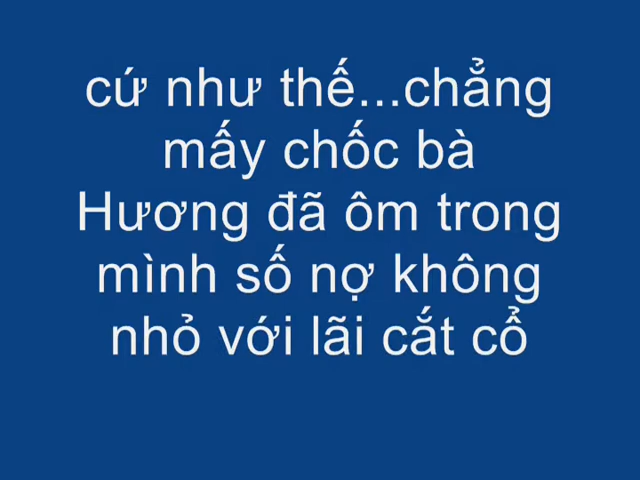 cứ như thế...chẳng
mấy chốc bà
Hương đã ôm trong
mình số nợ không
nhỏ với lãi cắt cổ